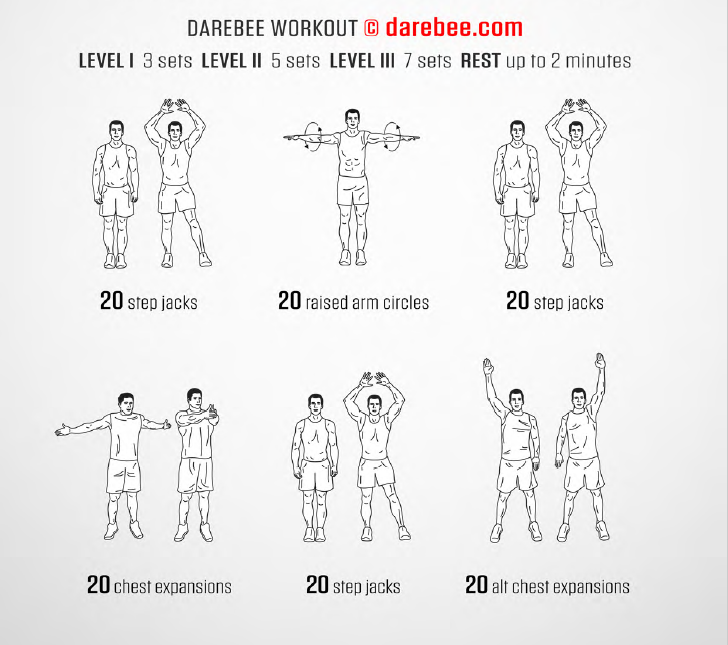 DAREBEE WORKOUT © darebee.com
LEVEL I 3 sets LEVEL II 5 sets LEVEL III 7 sets REST up to 2 minutes
20 step jacks
20 raised arm circles
20 step jacks
20 chest expansions
20 step jacks
20 alt chest expansions